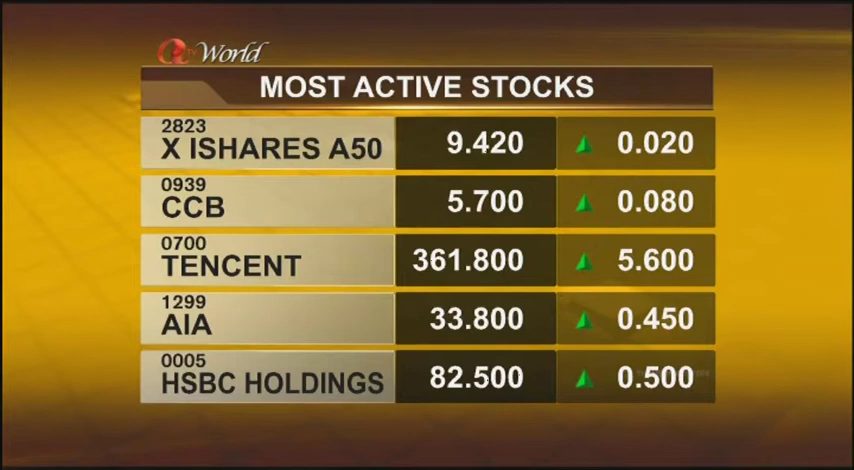 ATV World
MOST ACTIVE STOCKS
2823
X ISHARES A50 9.420 0.020
0939
CCB 5.700 0.080
0700
TENCENT 361.800 5.600
1299
AIA 33.800 0.450
0005
HSBC HOLDINGS 82.500 0.500